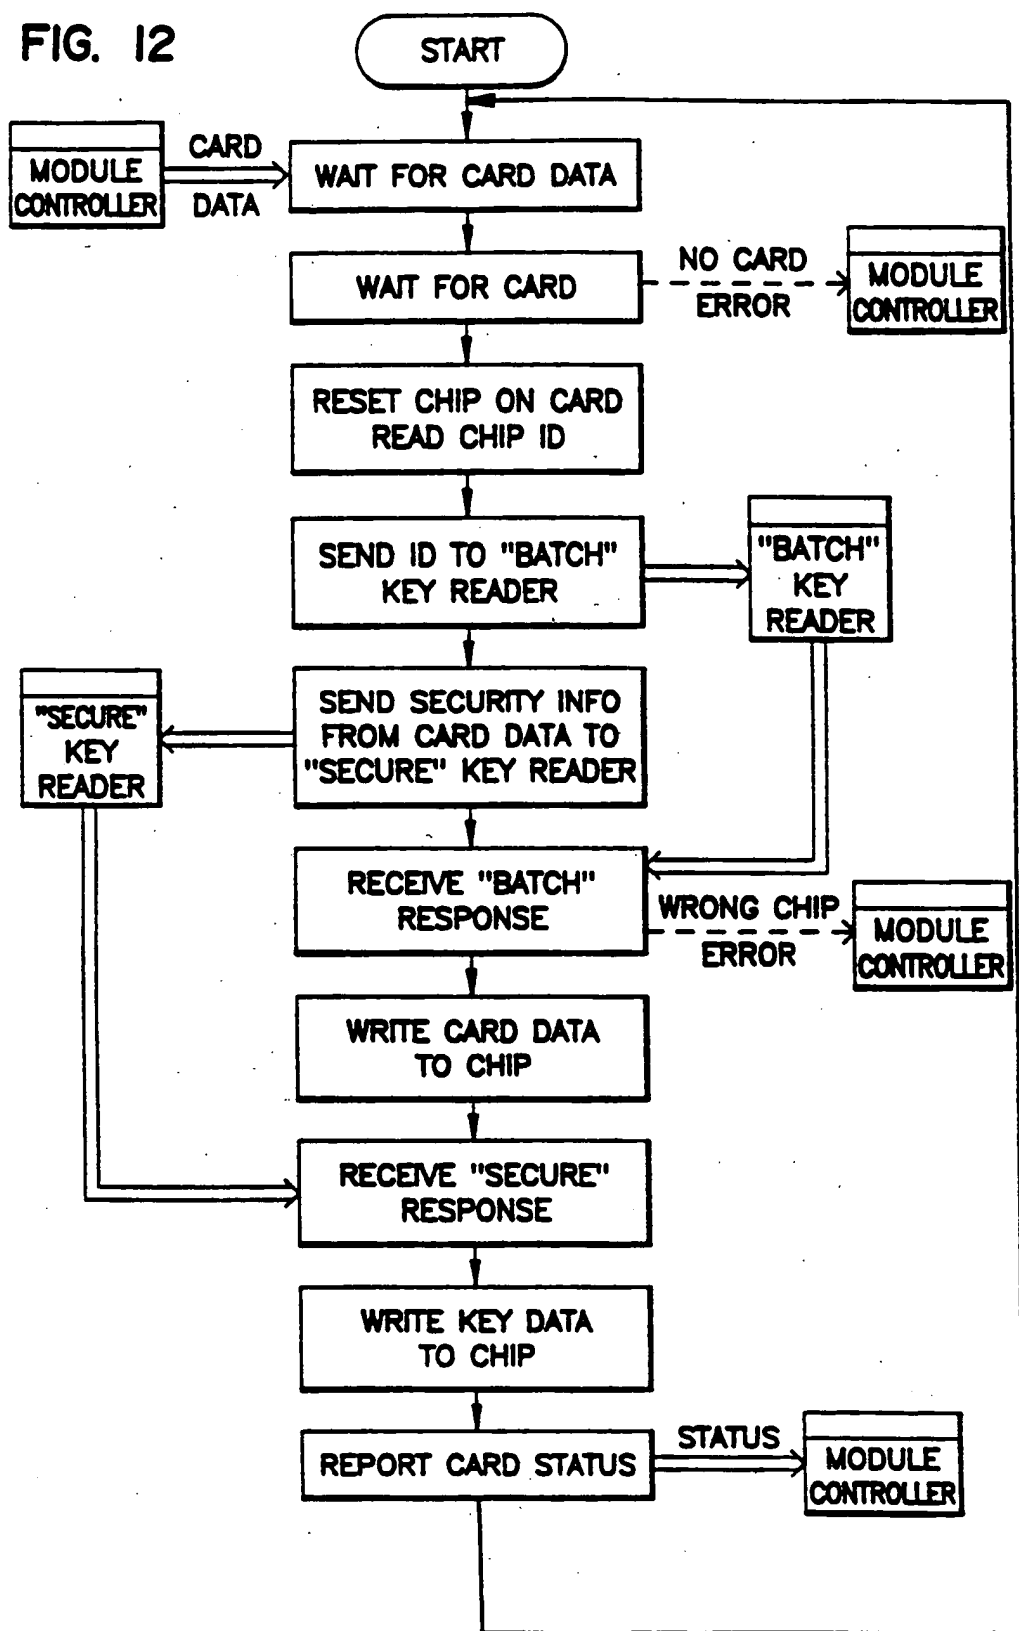 FIG. 12
START
MODULE
CONTROLLER
CARD
DATA
WAIT FOR CARD DATA
WAIT FOR CARD
NO CARD
ERROR
MODULE
CONTROLLER
RESET CHIP ON CARD
READ CHIP ID
SEND ID TO "BATCH"
KEY READER
"BATCH"
KEY
READER
SEND SECURITY INFO
FROM CARD DATA TO
"SECURE" KEY READER
"SECURE"
KEY
READER
RECEIVE "BATCH"
RESPONSE
WRONG CHIP
ERROR
MODULE
CONTROLLER
WRITE CARD DATA
TO CHIP
RECEIVE "SECURE"
RESPONSE
WRITE KEY DATA
TO CHIP
REPORT CARD STATUS
STATUS
MODULE
CONTROLLER